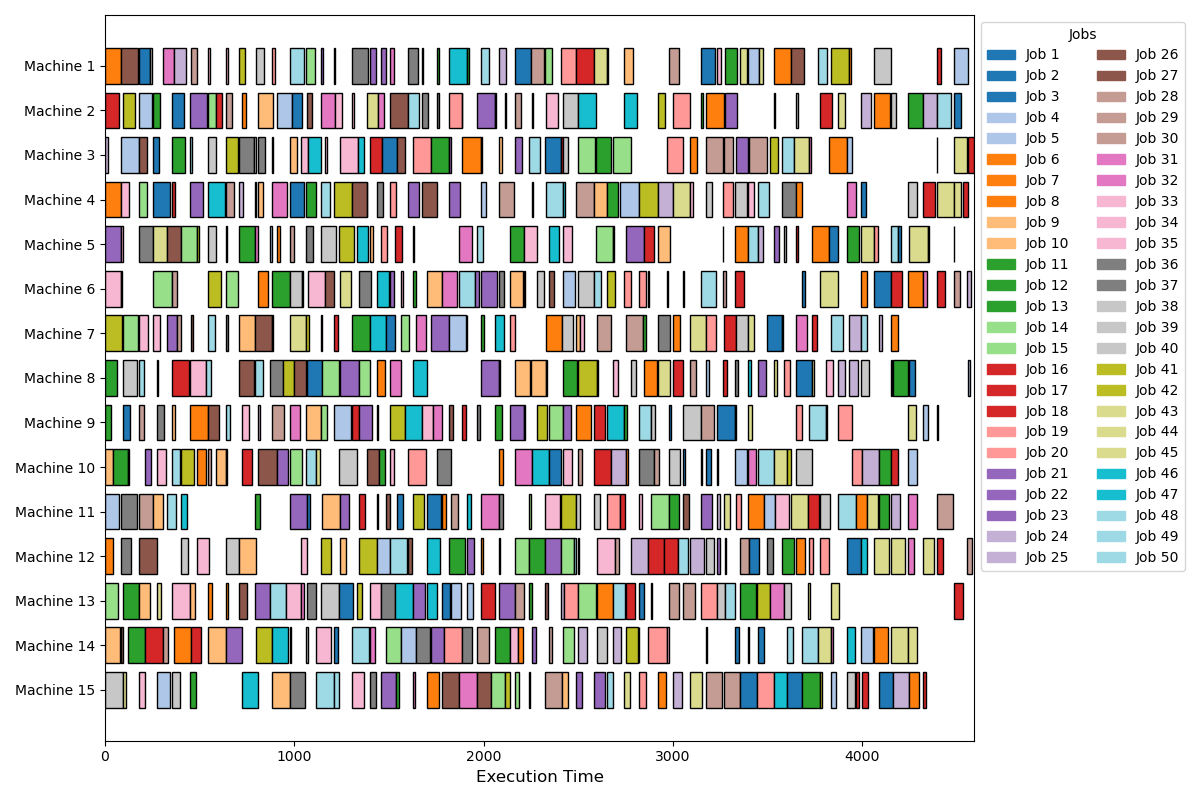 Machine 1
Machine 2
Machine 3
Machine 4
Machine 5
Machine 6
Machine 7
Machine 8
Machine 9
Machine 10
Machine 11
Machine 12
Machine 13
Machine 14
Machine 15
0 1000 2000 3000 4000
Execution Time
Jobs
Job 1 Job 26
Job 2 Job 27
Job 3 Job 28
Job 4 Job 29
Job 5 Job 30
Job 6 Job 31
Job 7 Job 32
Job 8 Job 33
Job 9 Job 34
Job 10 Job 35
Job 11 Job 36
Job 12 Job 37
Job 13 Job 38
Job 14 Job 39
Job 15 Job 40
Job 16 Job 41
Job 17 Job 42
Job 18 Job 43
Job 19 Job 44
Job 20 Job 45
Job 21 Job 46
Job 22 Job 47
Job 23 Job 48
Job 24 Job 49
Job 25 Job 50